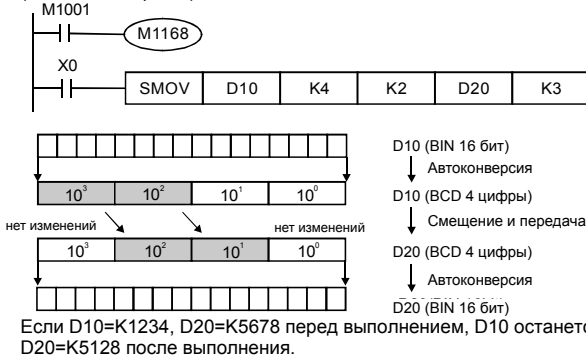 M1001
M1168
X0
SMOV D10 K4 K2 D20 K3
D10 (BIN 16 бит)
Автоконверсия
10³ 10² 10¹ 10⁰
D10 (BCD 4 цифры)
нет изменений
нет изменений
Смещение и передача
10³ 10² 10¹ 10⁰
D20 (BCD 4 цифры)
Автоконверсия
D20 (BIN 16 бит)
Если D10=K1234, D20=K5678 перед выполнением, D10 останетс
D20=K5128 после выполнения.